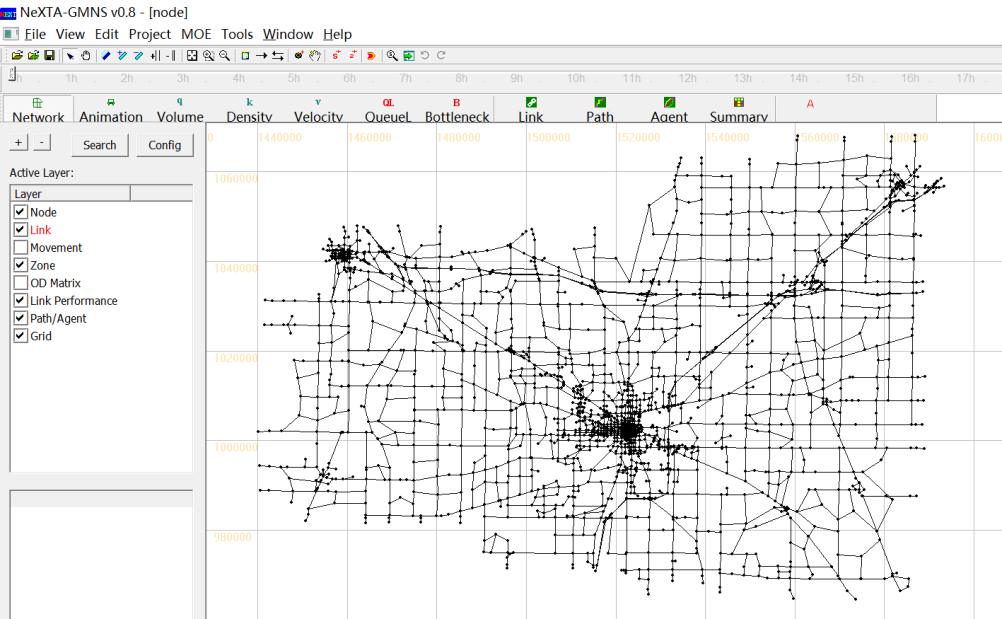 NeXTA-GMNS v0.8 - [node]
File View Edit Project MOE Tools Window Help
1h 2h 3h 4h 5h 6h 7h 8h 9h 10h 11h 12h 13h 14h 15h 16h 17h
q k v QL B A
Network Animation Volume Density Velocity QueueL Bottleneck Link Path Agent Summary
+ - Search Config
Active Layer:
Layer
Node
Link
Movement
Zone
OD Matrix
Link Performance
Path/Agent
Grid
0 1440000 1460000 1480000 1500000 1520000 1540000 1560000 1580000 1600
1060000
1040000
1020000
1000000
980000